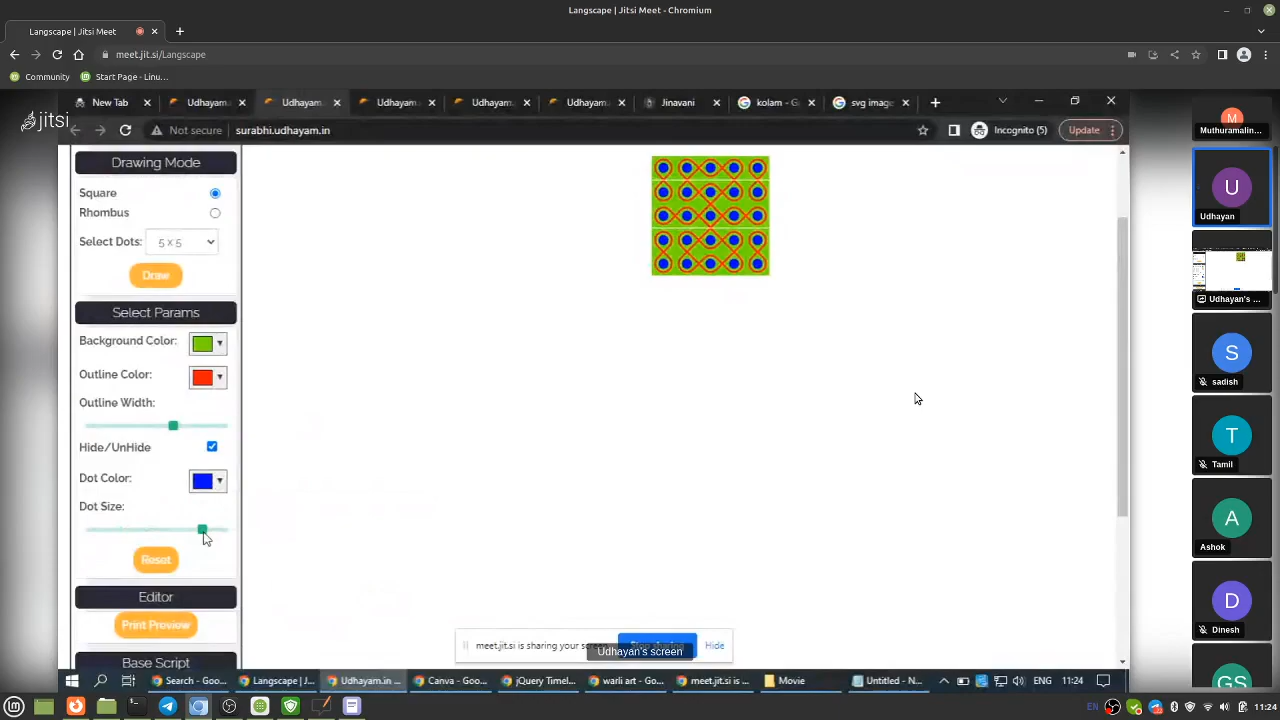 Langscape | Jitsi Meet - Chromium
Langscape | Jitsi Meet
meet.jit.si/Langscape
Community
Start Page - Linu...
jitsi
New Tab
Udhayam.
Udhayam.
Udhayam.
Udhayam.
Udhayam.
Jinavani
kolam - G
svg image
Not secure
surabhi.udhayam.in
Incognito (5)
Update
Drawing Mode
Square
Rhombus
Select Dots:
5 x 5
Draw
Select Params
Background Color:
Outline Color:
Outline Width:
Hide/UnHide
Dot Color:
Dot Size:
Reset
Editor
Print Preview
Base Script
meet.jit.si is sharing your screen
Hide
Udhayan's screen
Search - Goo...
Langscape | J...
Udhayam.in ...
Canva - Goo...
jQuery Timel...
warli art - Go...
meet.jit.si is ...
Movie
Untitled - N...
ENG
11:24
M
Muthuramalin...
U
Udhayan
Udhayan's ...
S
sadish
T
Tamil
A
Ashok
D
Dinesh
GS
EN
11:24